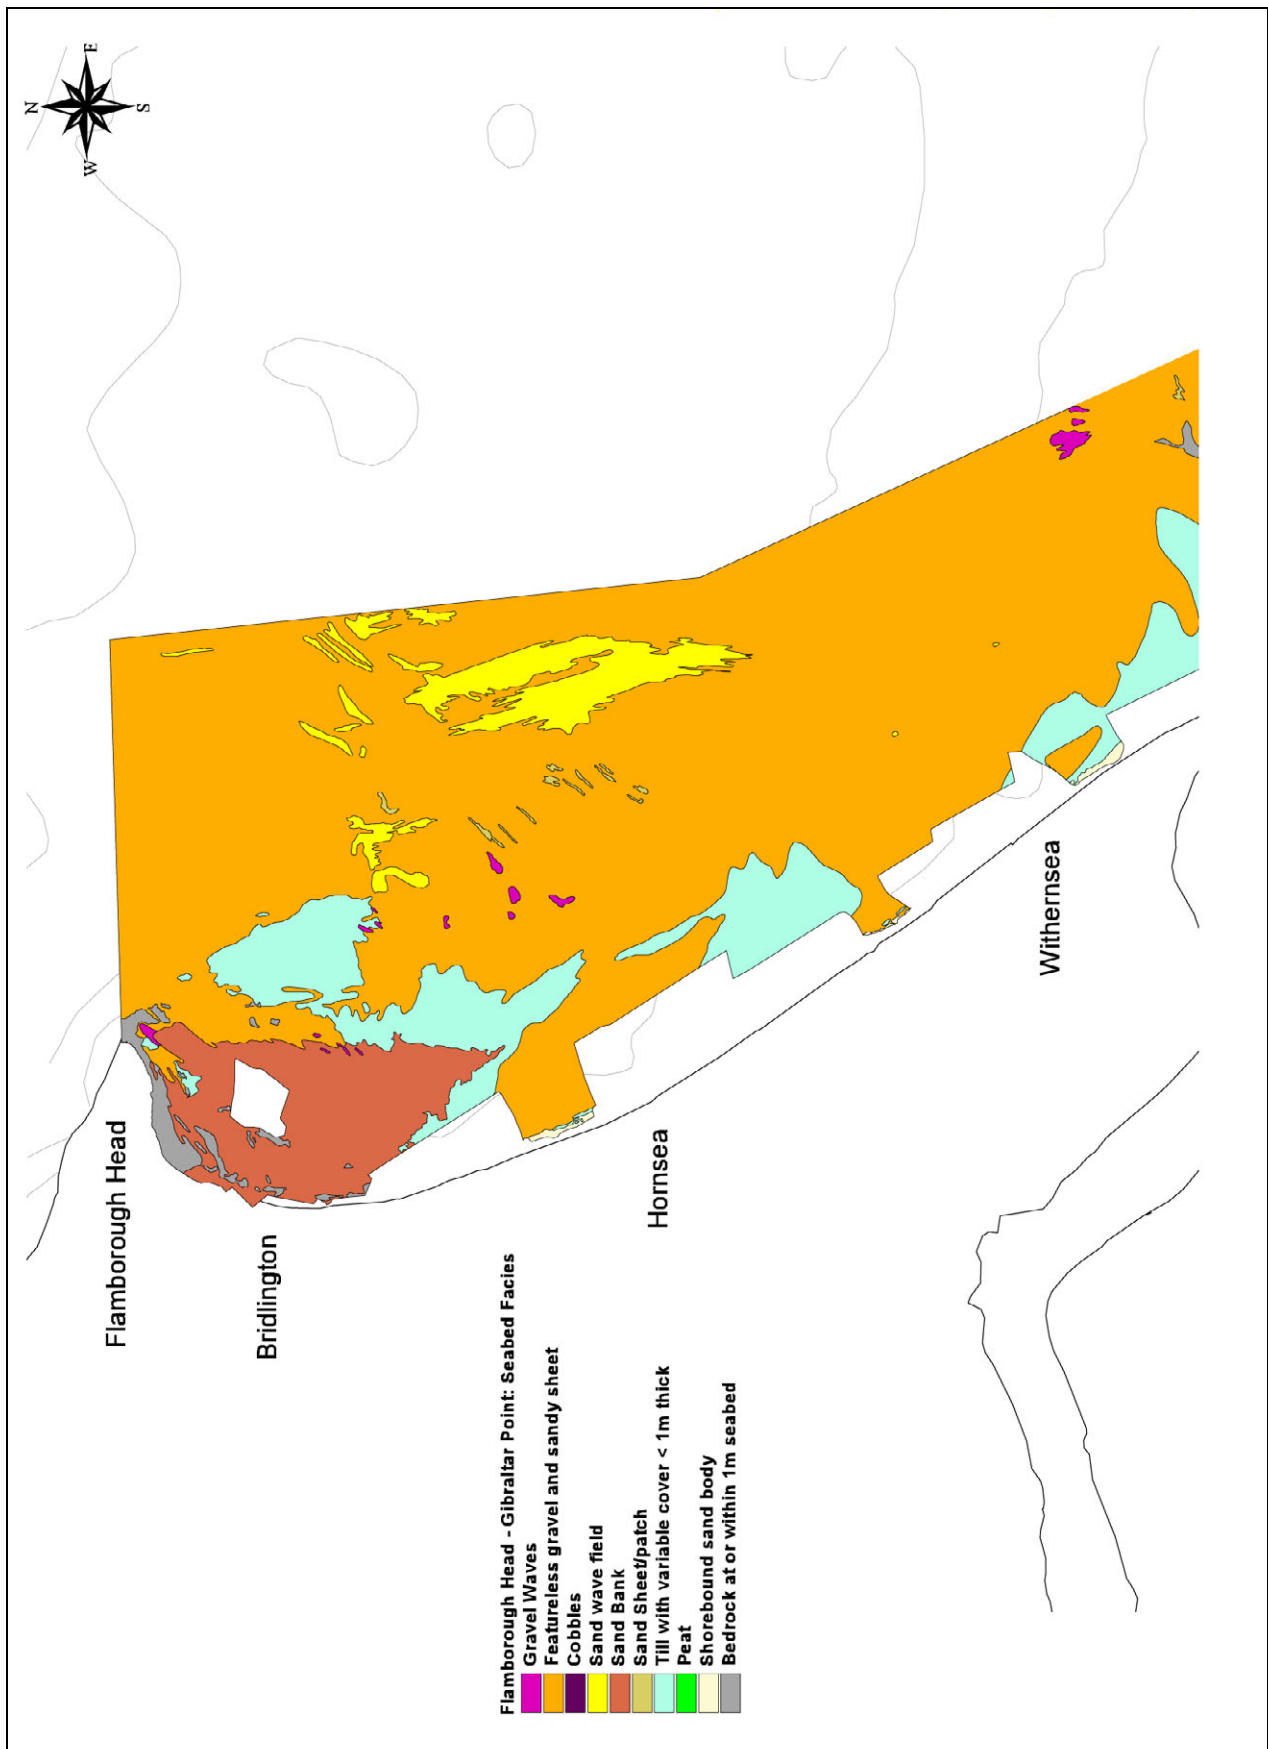 N
E
S
W
Flamborough Head
Bridlington
Hornsea
Withernsea
Flamborough Head - Gibraltar Point: Seabed Facies
Gravel Waves
Featureless gravel and sandy sheet
Cobbles
Sand wave field
Sand Bank
Sand Sheet/patch
Till with variable cover < 1m thick
Peat
Shorebound sand body
Bedrock at or within 1m seabed